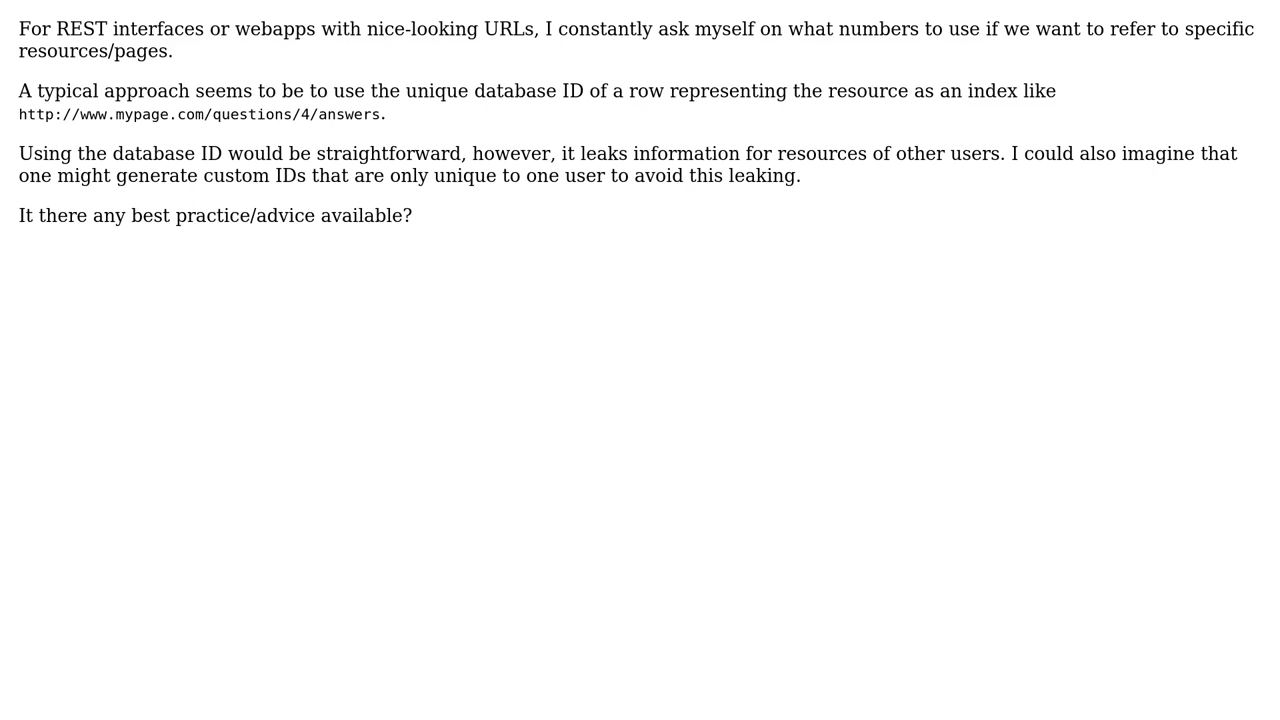 For REST interfaces or webapps with nice-looking URLs, I constantly ask myself on what numbers to use if we want to refer to specific
resources/pages.
A typical approach seems to be to use the unique database ID of a row representing the resource as an index like
http://www.mypage.com/questions/4/answers.
Using the database ID would be straightforward, however, it leaks information for resources of other users. I could also imagine that
one might generate custom IDs that are only unique to one user to avoid this leaking.
It there any best practice/advice available?